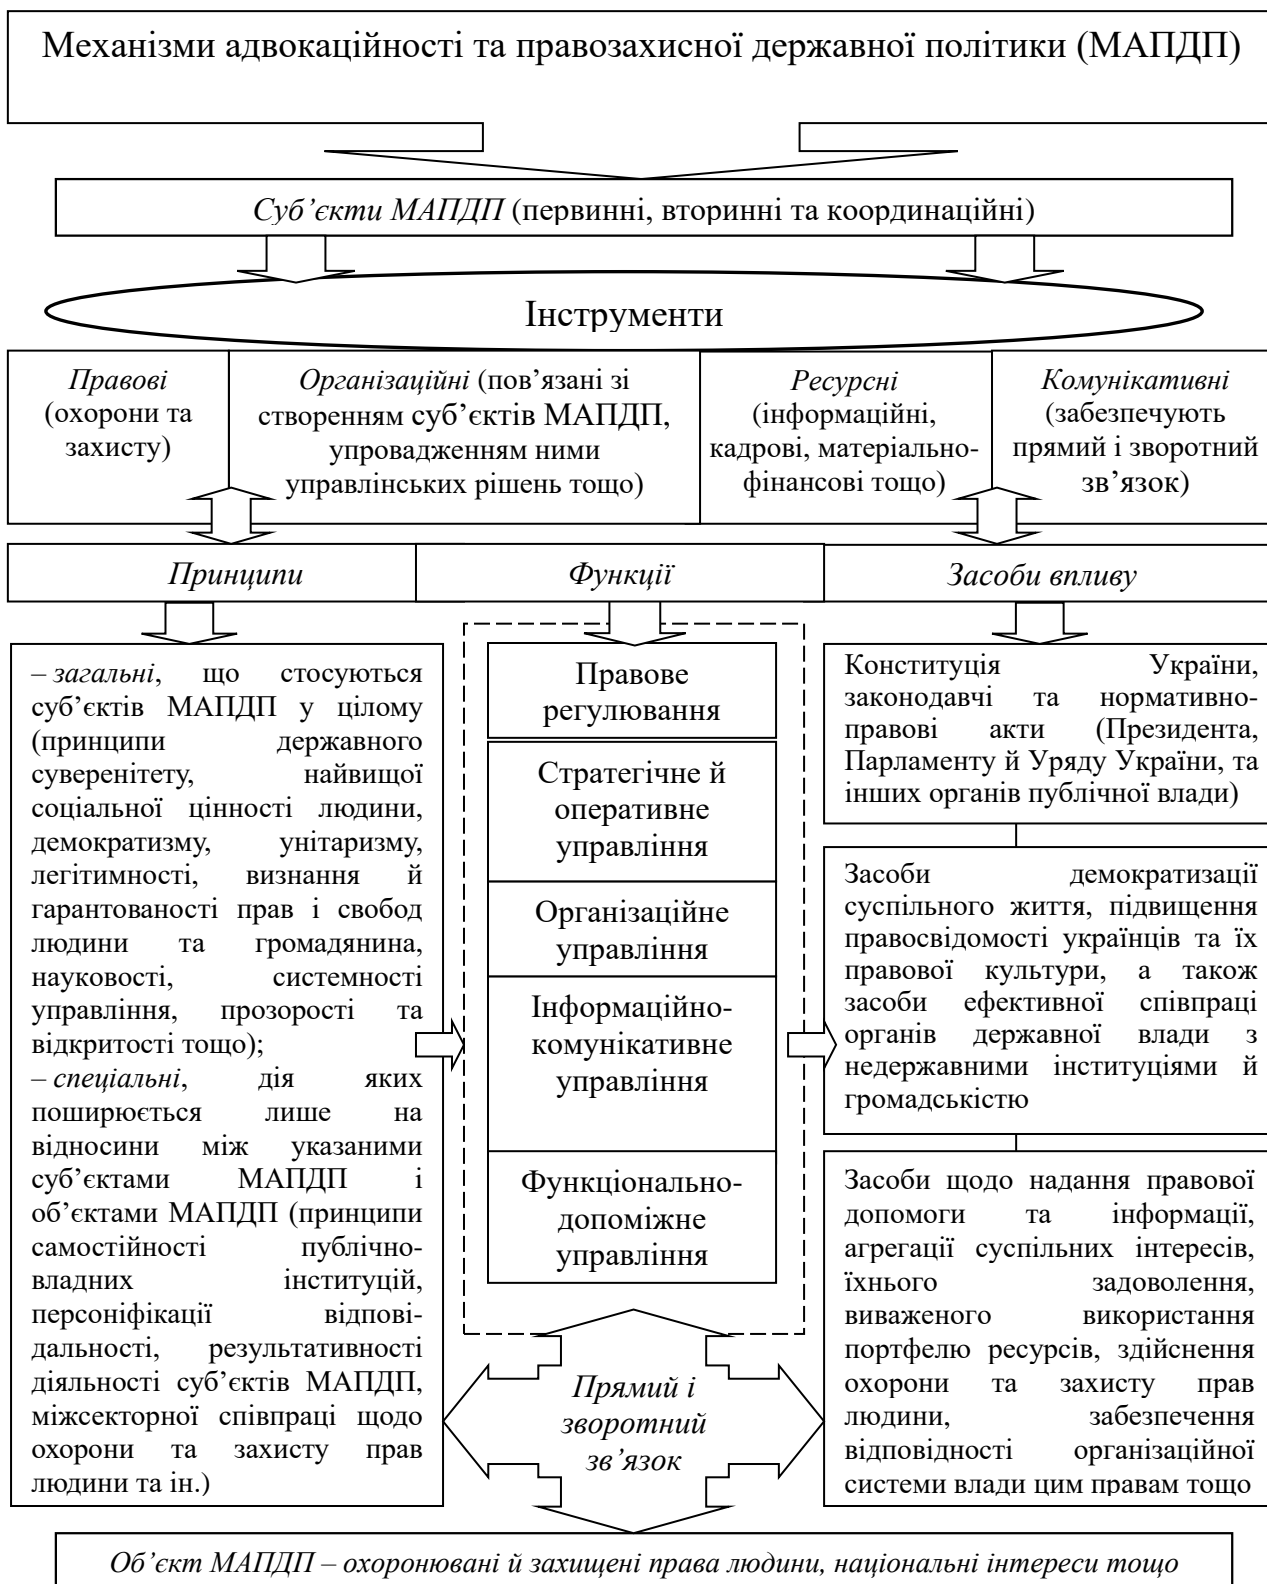 Механізми адвокаційності та правозахисної державної політики (МАПДП)
Суб’єкти МАПДП (первинні, вторинні та координаційні)
Інструменти
Правові
(охорони та
захисту)
Організаційні (пов’язані зі
створенням суб’єктів МАПДП,
упровадженням ними
управлінських рішень тощо)
Ресурсні
(інформаційні,
кадрові, матеріально-
фінансові тощо)
Комунікативні
(забезпечують
прямий і зворотний
зв’язок)
Принципи
Функції
Засоби впливу
– загальні, що стосуються
суб’єктів МАПДП у цілому
(принципи державного
суверенітету, найвищої
соціальної цінності людини,
демократизму, унітаризму,
легітимності, визнання й
гарантованості прав і свобод
людини та громадянина,
науковості, системності
управління, прозорості та
відкритості тощо);
– спеціальні, дія яких
поширюється лише на
відносини між указаними
суб’єктами МАПДП і
об’єктами МАПДП (принципи
самостійності публічно-
владних інституцій,
персоніфікації відпові-
дальності, результативності
діяльності суб’єктів МАПДП,
міжсекторної співпраці щодо
охорони та захисту прав
людини та ін.)
Правове
регулювання
Стратегічне й
оперативне
управління
Організаційне
управління
Інформаційно-
комунікативне
управління
Функціонально-
допоміжне
управління
Конституція України,
законодавчі та нормативно-
правові акти (Президента,
Парламенту й Уряду України, та
інших органів публічної влади)
Засоби демократизації
суспільного життя, підвищення
правосвідомості українців та їх
правової культури, а також
засоби ефективної співпраці
органів державної влади з
недержавними інституціями й
громадськістю
Засоби щодо надання правової
допомоги та інформації,
агрегації суспільних інтересів,
їхнього задоволення,
виваженого використання
портфелю ресурсів, здійснення
охорони та захисту прав
людини, забезпечення
відповідності організаційної
системи влади цим правам тощо
Прямий і
зворотний
зв’язок
Об’єкт МАПДП – охоронювані й захищені права людини, національні інтереси тощо